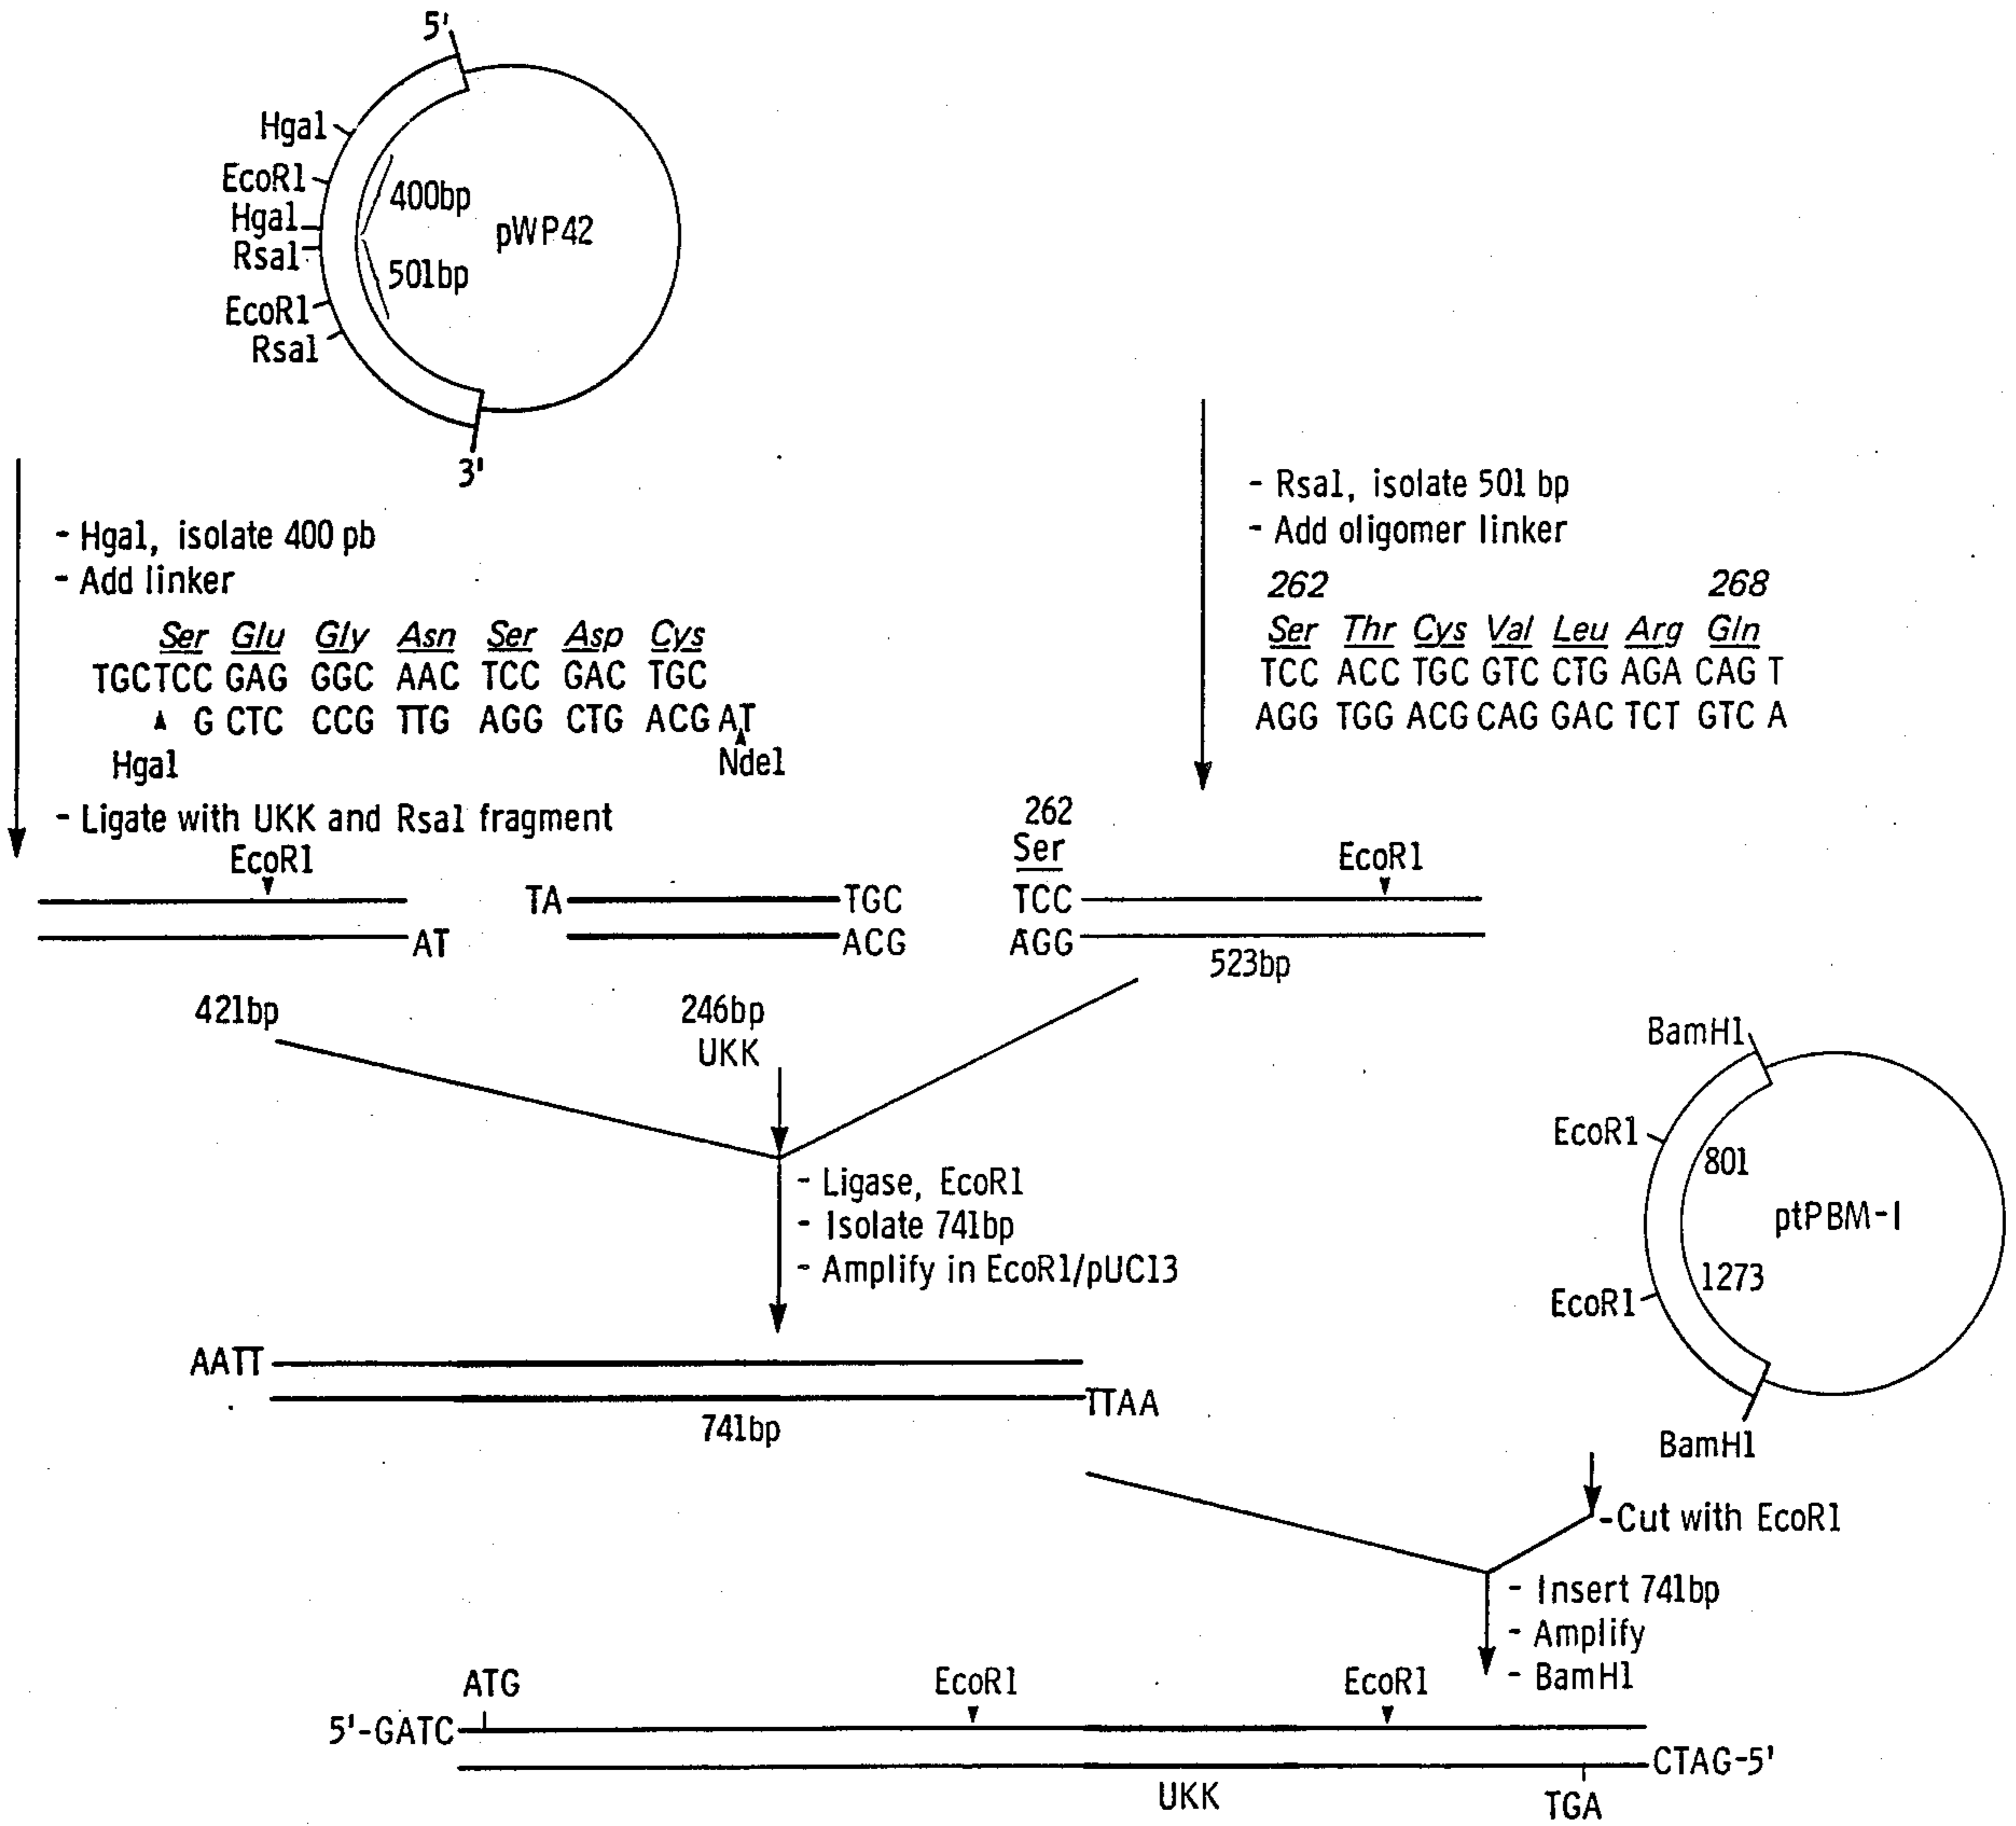 5'
HgaI
EcoR1
HgaI
RsaI
EcoR1
RsaI
400bp
501bp
pWP42
3'
- HgaI, isolate 400 pb
- Add linker
Ser Glu Gly Asn Ser Asp Cys
TGCTCC GAG GGC AAC TCC GAC TGC
G CTC CCG TTG AGG CTG ACG AT
HgaI
NdeI
- Ligate with UKK and RsaI fragment
- RsaI, isolate 501 bp
- Add oligomer linker
262 268
Ser Thr Cys Val Leu Arg Gln
TCC ACC TGC GTC CTG AGA CAG T
AGG TGG ACG CAG GAC TCT GTC A
EcoR1
AT
421bp
TA TGC
ACG
246bp
UKK
262
Ser
TCC
AGG
EcoR1
523bp
- Ligase, EcoR1
- Isolate 741bp
- Amplify in EcoR1/pUC13
BamH1
EcoR1
801
ptPBM-I
1273
EcoR1
BamH1
AATT
TTAA
741bp
-Cut with EcoR1
- Insert 741bp
- Amplify
- BamH1
ATG
EcoR1
EcoR1
5'-GATC
CTAG-5'
UKK
TGA